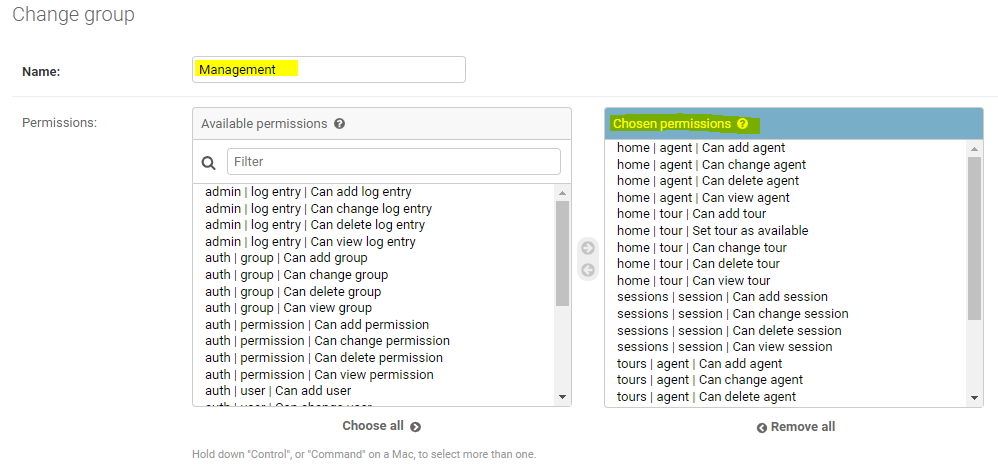 Change group
Name:
Management
Permissions:
Available permissions ?
Filter
admin | log entry | Can add log entry
admin | log entry | Can change log entry
admin | log entry | Can delete log entry
admin | log entry | Can view log entry
auth | group | Can add group
auth | group | Can change group
auth | group | Can delete group
auth | group | Can view group
auth | permission | Can add permission
auth | permission | Can change permission
auth | permission | Can delete permission
auth | permission | Can view permission
auth | user | Can add user
auth | user | Can change user
Choose all
Chosen permissions ?
home | agent | Can add agent
home | agent | Can change agent
home | agent | Can delete agent
home | agent | Can view agent
home | tour | Can add tour
home | tour | Set tour as available
home | tour | Can change tour
home | tour | Can delete tour
home | tour | Can view tour
sessions | session | Can add session
sessions | session | Can change session
sessions | session | Can delete session
sessions | session | Can view session
tours | agent | Can add agent
tours | agent | Can change agent
tours | agent | Can delete agent
Remove all
Hold down "Control", or "Command" on a Mac, to select more than one.